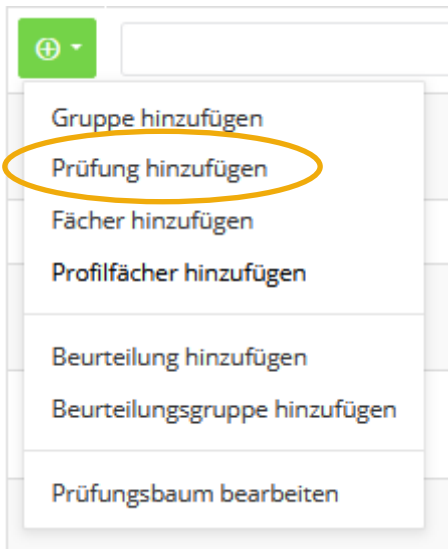 Gruppe hinzufügen
Prüfung hinzufügen
Fächer hinzufügen
Profilfächer hinzufügen
Beurteilung hinzufügen
Beurteilungsgruppe hinzufügen
Prüfungsbaum bearbeiten